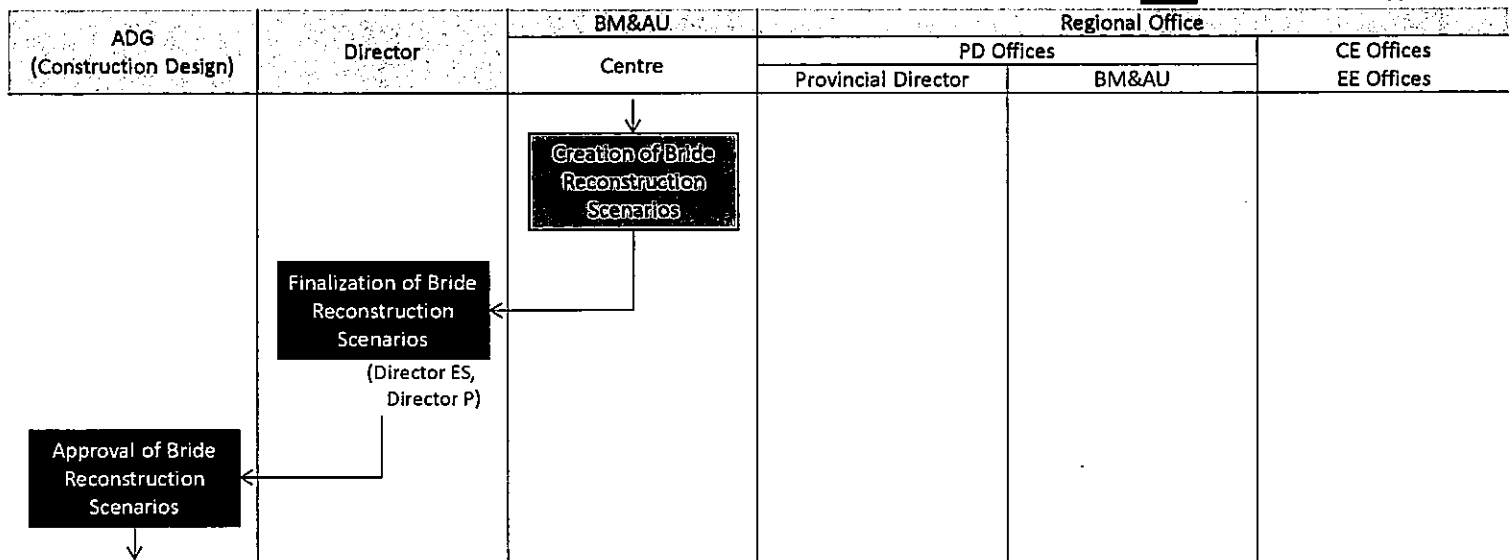 ADG
(Construction Design)
Director
BM&AU
Centre
Regional Office
PD Offices
Provincial Director
BM&AU
CE Offices
EE Offices
Creation of Bride
Reconstruction
Scenarios
Finalization of Bride
Reconstruction
Scenarios
(Director ES,
Director P)
Approval of Bride
Reconstruction
Scenarios